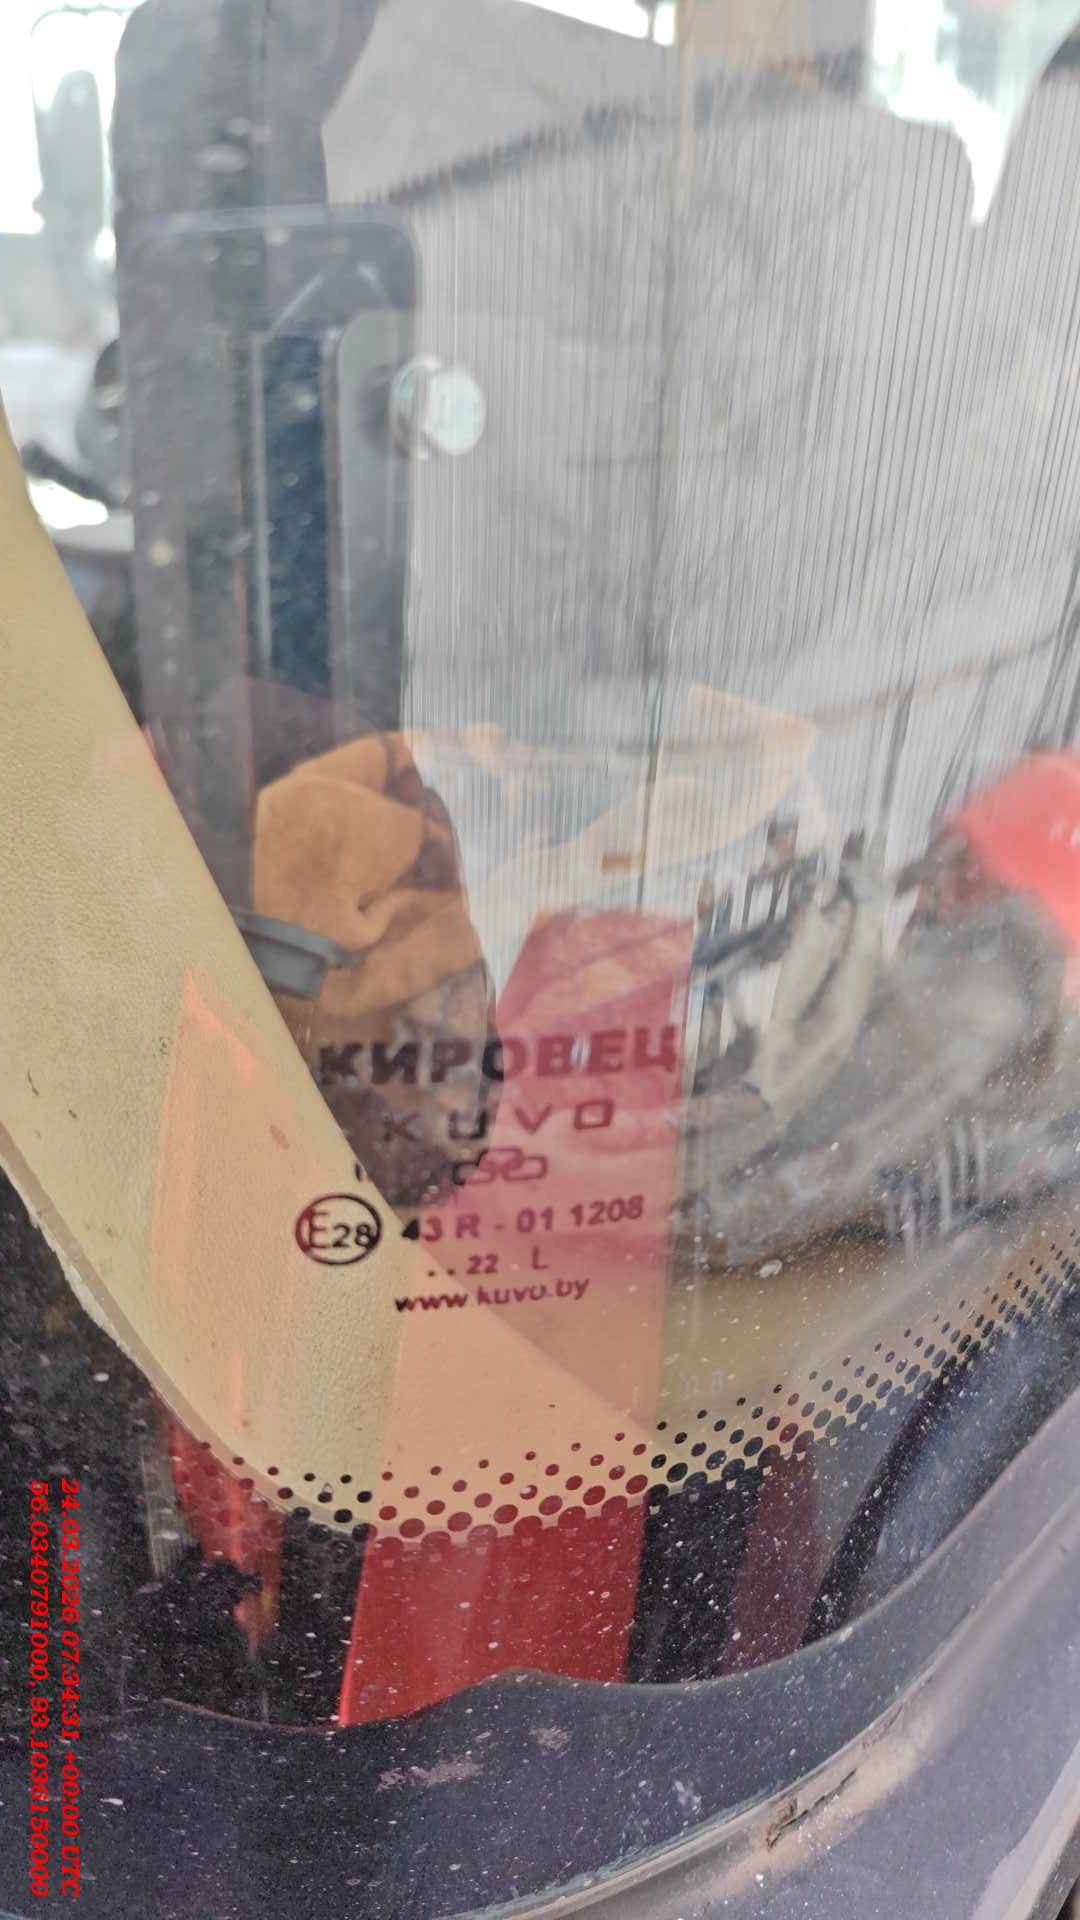 КИРОВЕЦ
KUVO
E28 43 R - 01 1208
. . 22 . L
www.kuvo.by
24.03.2026 07:34:31 +00:00 UTC
56.0340791000, 93.1036150000